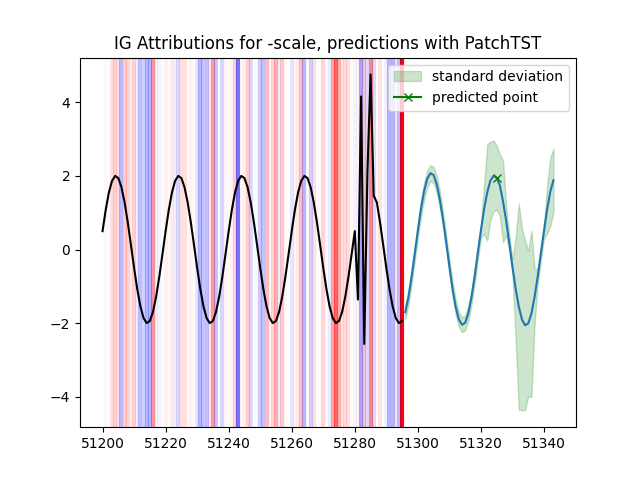 IG Attributions for -scale, predictions with PatchTST
standard deviation
predicted point
4
2
0
−2
−4
51200 51220 51240 51260 51280 51300 51320 51340